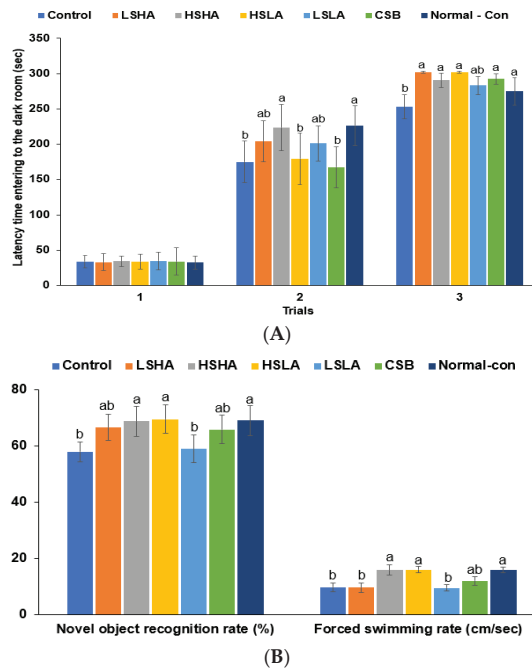 Control LSHA HSHA HSLA LSLA CSB Normal - Con
Latency time entering to the dark room (sec)
350
300
250
200
150
100
50
0
b ab a b ab b a
b a a a ab a a
1 2 3
Trials
(A)
Control LSHA HSHA HSLA LSLA CSB Normal-con
80
60
40
20
0
b ab a a b ab a
b b a a b ab a
Novel object recognition rate (%) Forced swimming rate (cm/sec)
(B)